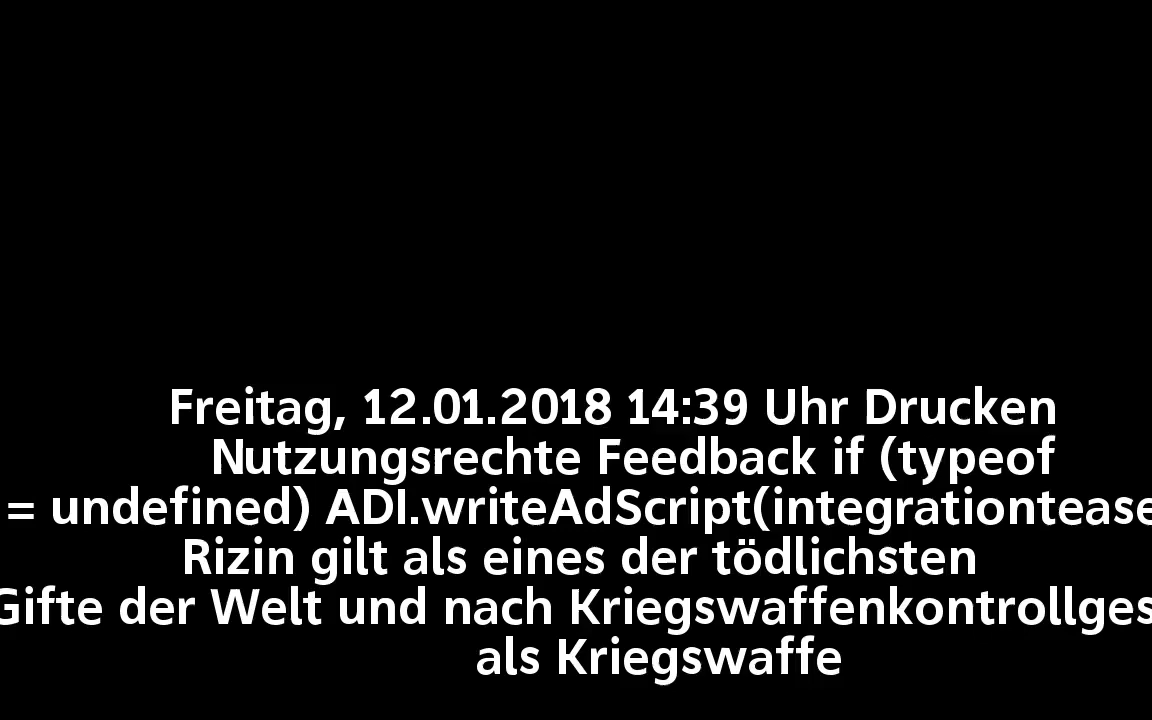 Freitag, 12.01.2018 14:39 Uhr Drucken
Nutzungsrechte Feedback if (typeof
= undefined) ADI.writeAdScript(integrationtease
Rizin gilt als eines der tödlichsten
Gifte der Welt und nach Kriegswaffenkontrollges
als Kriegswaffe